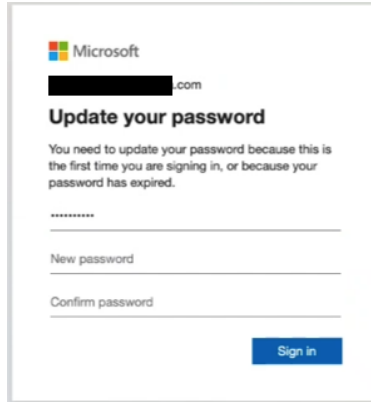 Microsoft
.com
Update your password
You need to update your password because this is
the first time you are signing in, or because your
password has expired.
••••••••••
New password
Confirm password
Sign in